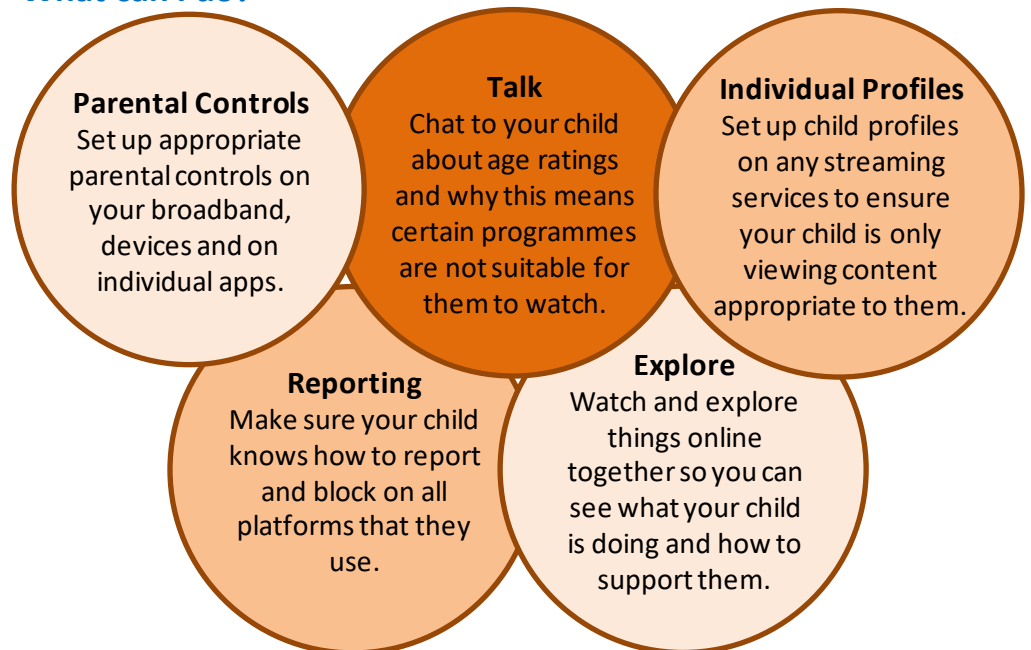 Parental Controls
Set up appropriate
parental controls on
your broadband,
devices and on
individual apps.
Talk
Chat to your child
about age ratings
and why this means
certain programmes
are not suitable for
them to watch.
Individual Profiles
Set up child profiles
on any streaming
services to ensure
your child is only
viewing content
appropriate to them.
Reporting
Make sure your child
knows how to report
and block on all
platforms that they
use.
Explore
Watch and explore
things online
together so you can
see what your child
is doing and how to
support them.